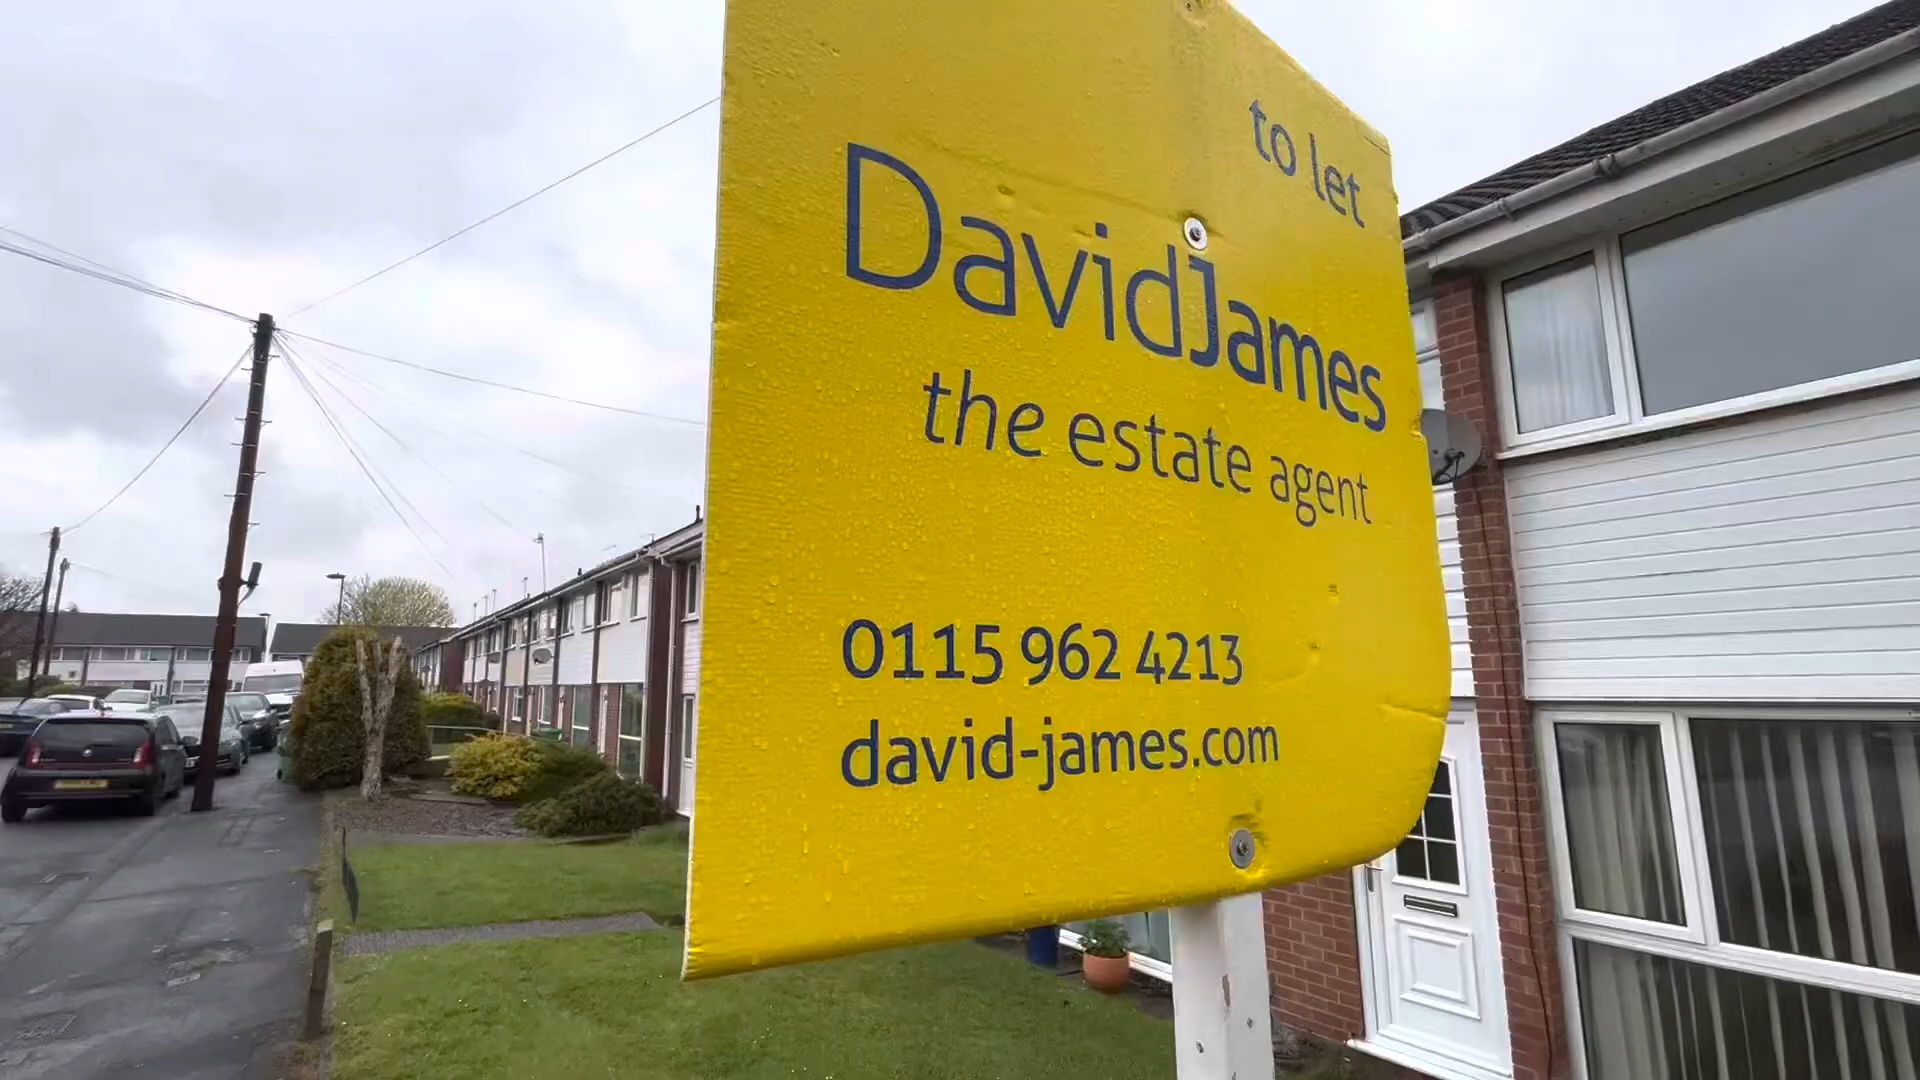 to let
DavidJames
the estate agent
0115 962 4213
david-james.com